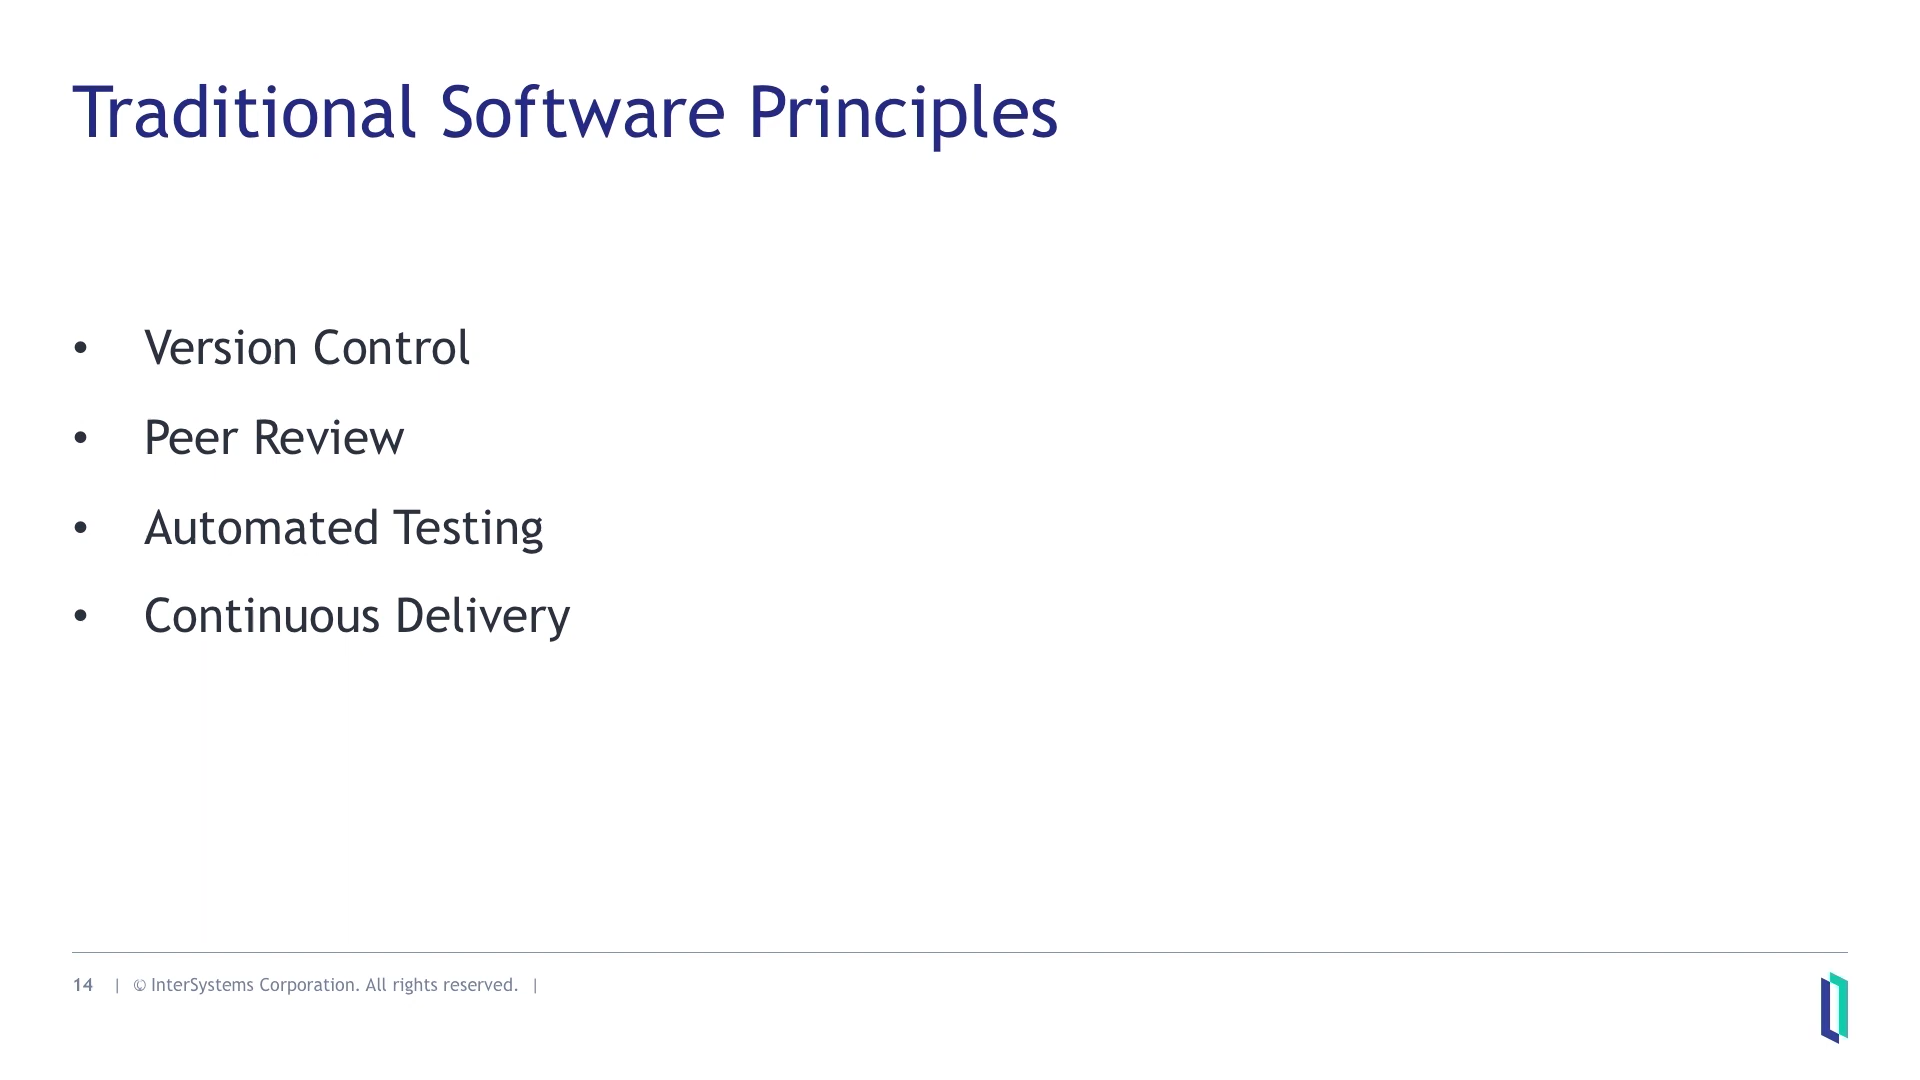 Traditional Software Principles
• Version Control
• Peer Review
• Automated Testing
• Continuous Delivery
14 | © InterSystems Corporation. All rights reserved. |